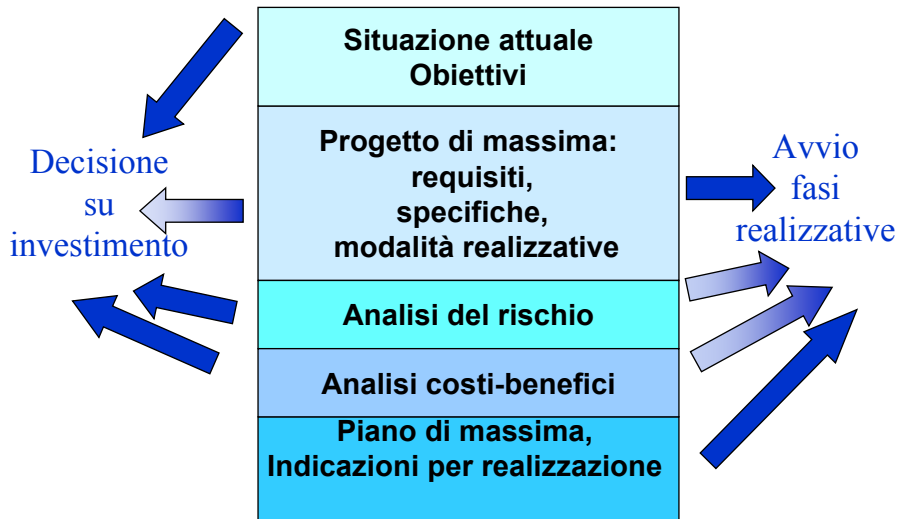 Situazione attuale
Obiettivi
Progetto di massima:
requisiti,
specifiche,
modalità realizzative
Analisi del rischio
Analisi costi-benefici
Piano di massima,
Indicazioni per realizzazione
Decisione
su
investimento
Avvio
fasi
realizzative